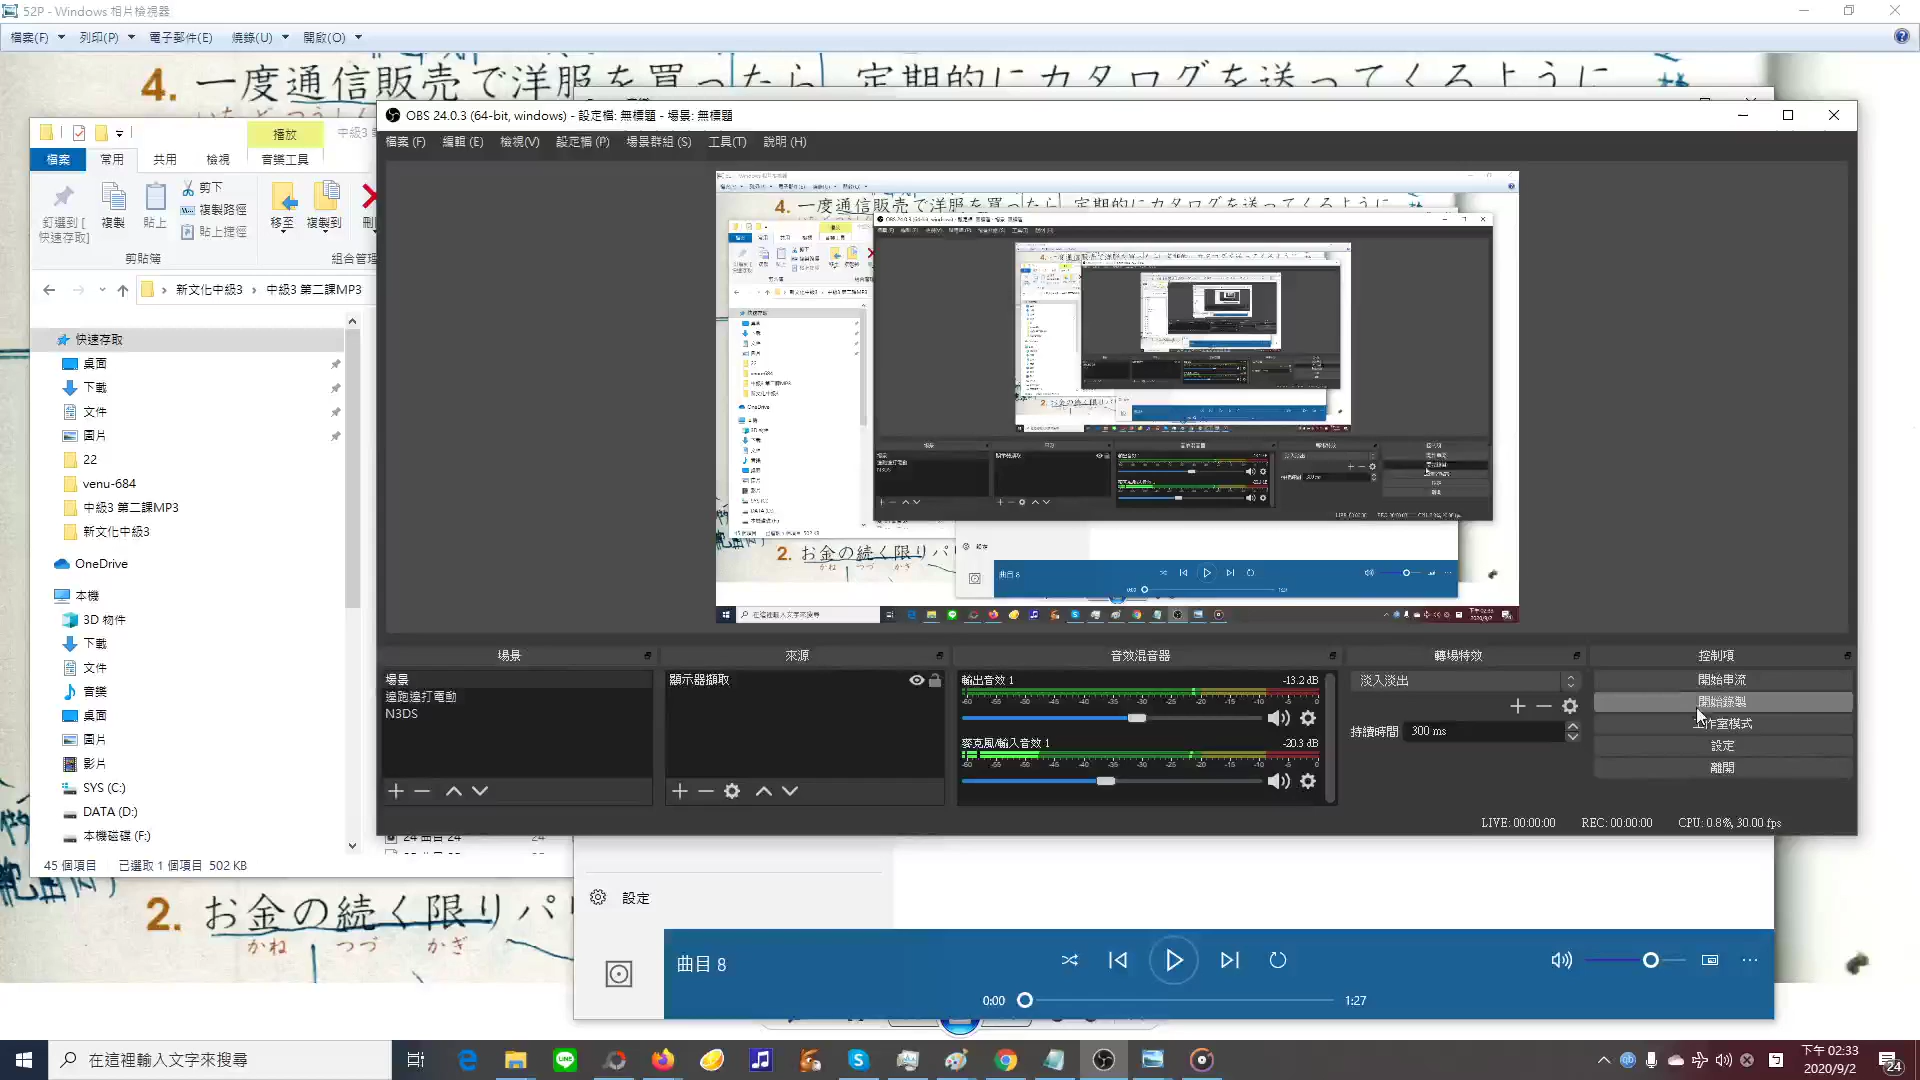 52P - Windows 相片檢視器
檔案(F)
列印(P)
電子郵件(E)
燒錄(U)
開啟(O)
4. 一度通信販売で洋服を買ったら、定期的にカタログを送ってくるように
播放
中級3
檔案
常用
共用
檢視
音樂工具
釘選到 [
快速存取]
複製
貼上
剪下
複製路徑
貼上捷徑
移至
複製到
剪貼簿
組合管理
新文化中級3 › 中級3 第二課MP3
快速存取
桌面
下載
文件
圖片
22
venu-684
中級3 第二課MP3
新文化中級3
OneDrive
本機
3D 物件
下載
文件
音樂
桌面
圖片
影片
SYS (C:)
DATA (D:)
本機磁碟 (F:)
45 個項目
已選取 1 個項目 502 KB
OBS 24.0.3 (64-bit, windows) - 設定檔: 無標題 - 場景: 無標題
檔案 (F)
編輯 (E)
檢視(V)
設定檔 (P)
場景群組 (S)
工具(T)
說明 (H)
場景
來源
音效混音器
轉場特效
控制項
場景
邊跑邊打電動
N3DS
顯示器擷取
輸出音效 1
-13.2 dB
麥克風/輸入音效 1
-20.3 dB
淡入淡出
持續時間
300 ms
開始串流
開始錄製
工作室模式
設定
離開
LIVE: 00:00:00
REC: 00:00:00
CPU: 0.8%, 30.00 fps
24 曲目 24
設定
2. お金の続く限りパリ
かね つづ かぎ
曲目 8
0:00
1:27
在這裡輸入文字來搜尋
下午 02:33
2020/9/2
24